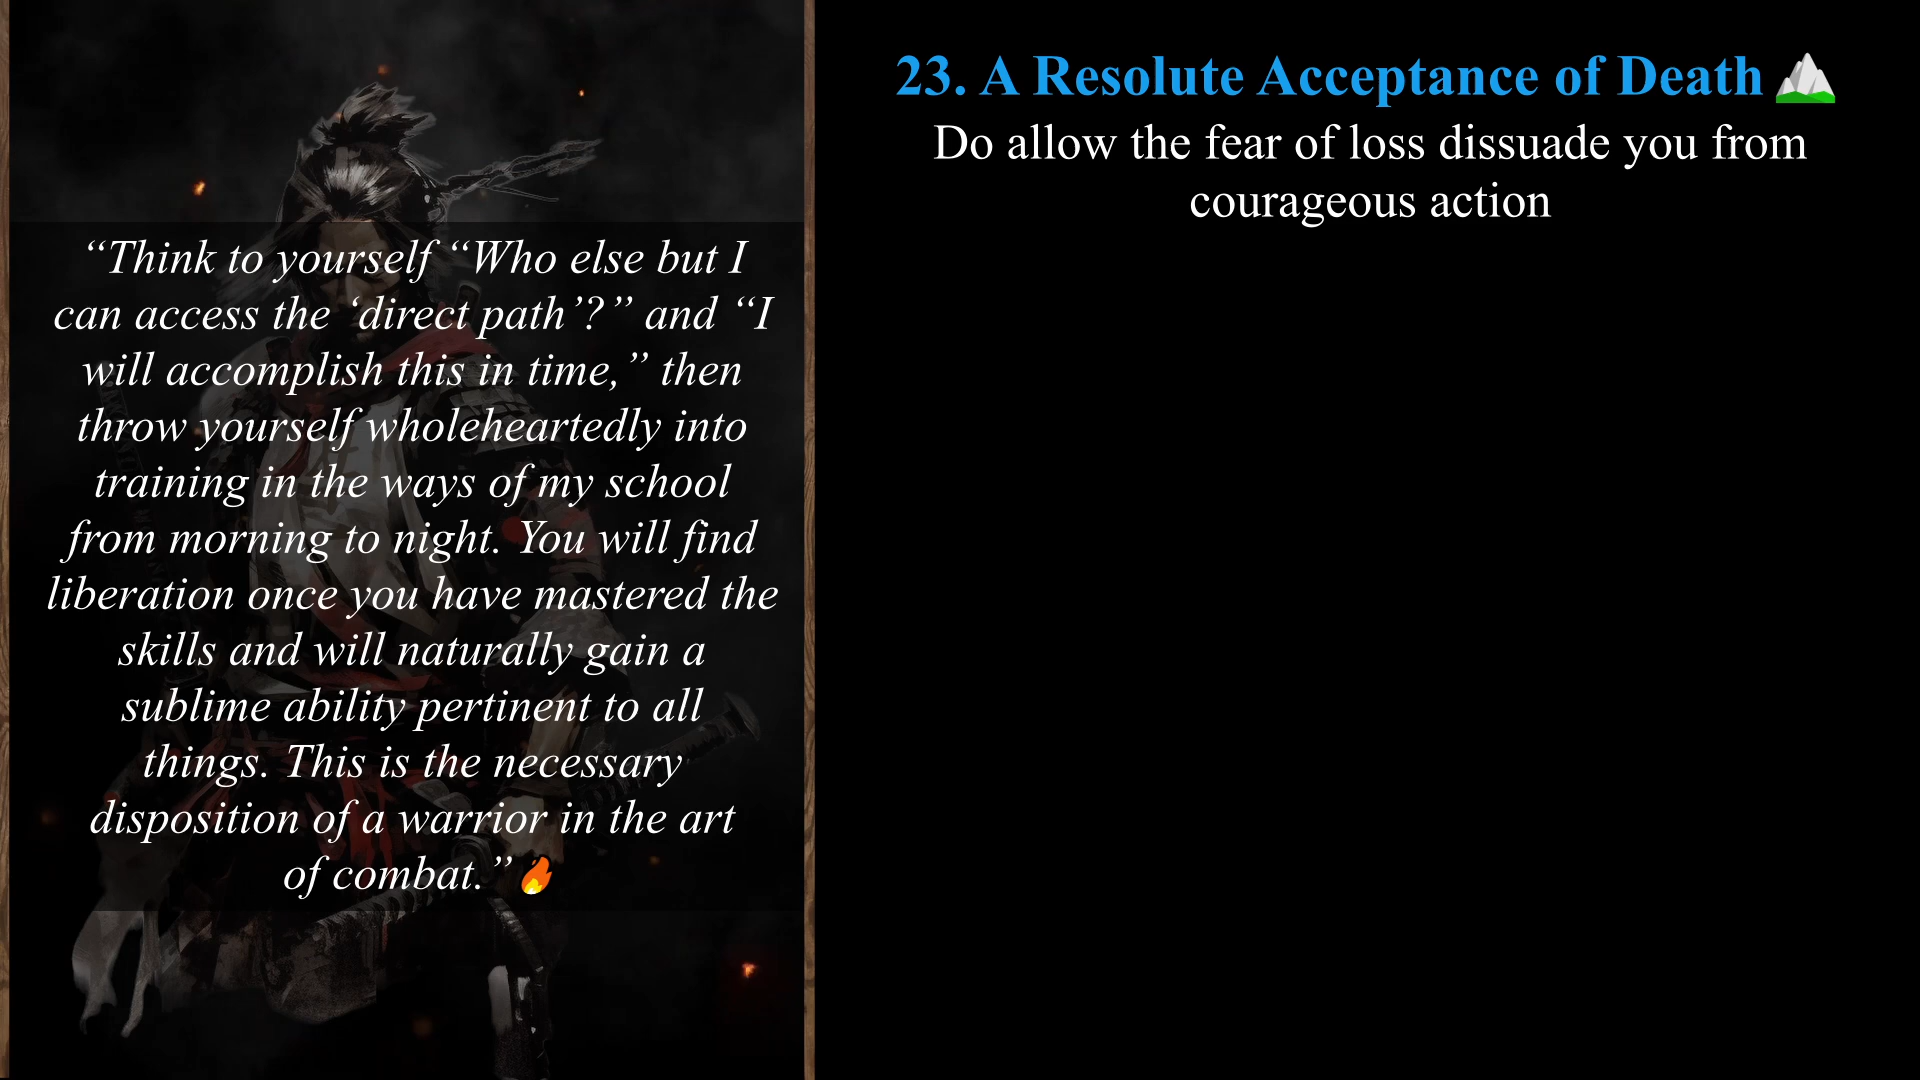 “Think to yourself “Who else but I
can access the ‘direct path’?” and “I
will accomplish this in time,” then
throw yourself wholeheartedly into
training in the ways of my school
from morning to night. You will find
liberation once you have mastered the
skills and will naturally gain a
sublime ability pertinent to all
things. This is the necessary
disposition of a warrior in the art
of combat.”🔥
23. A Resolute Acceptance of Death ⛰️
Do allow the fear of loss dissuade you from
courageous action